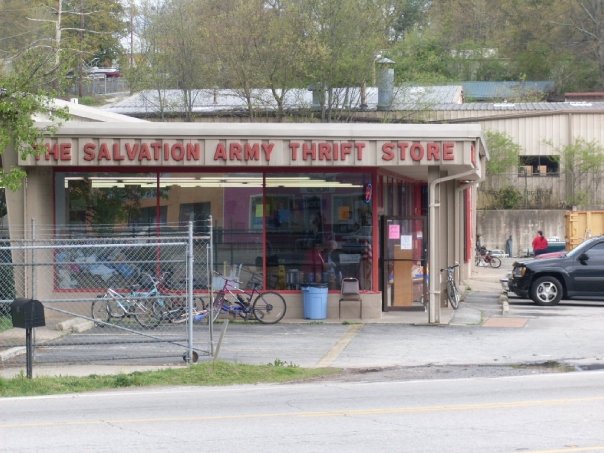 THE SALVATION ARMY THRIFT STORE